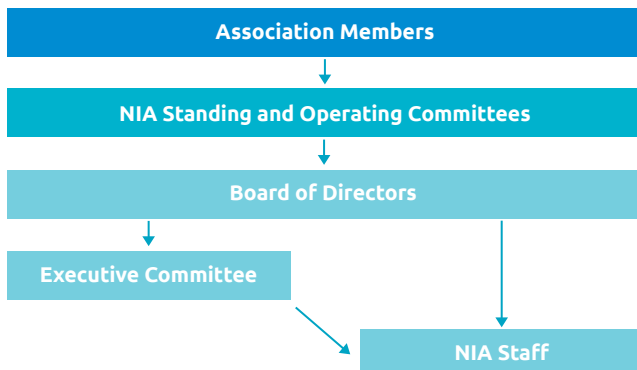 Association Members
NIA Standing and Operating Committees
Board of Directors
Executive Committee
NIA Staff